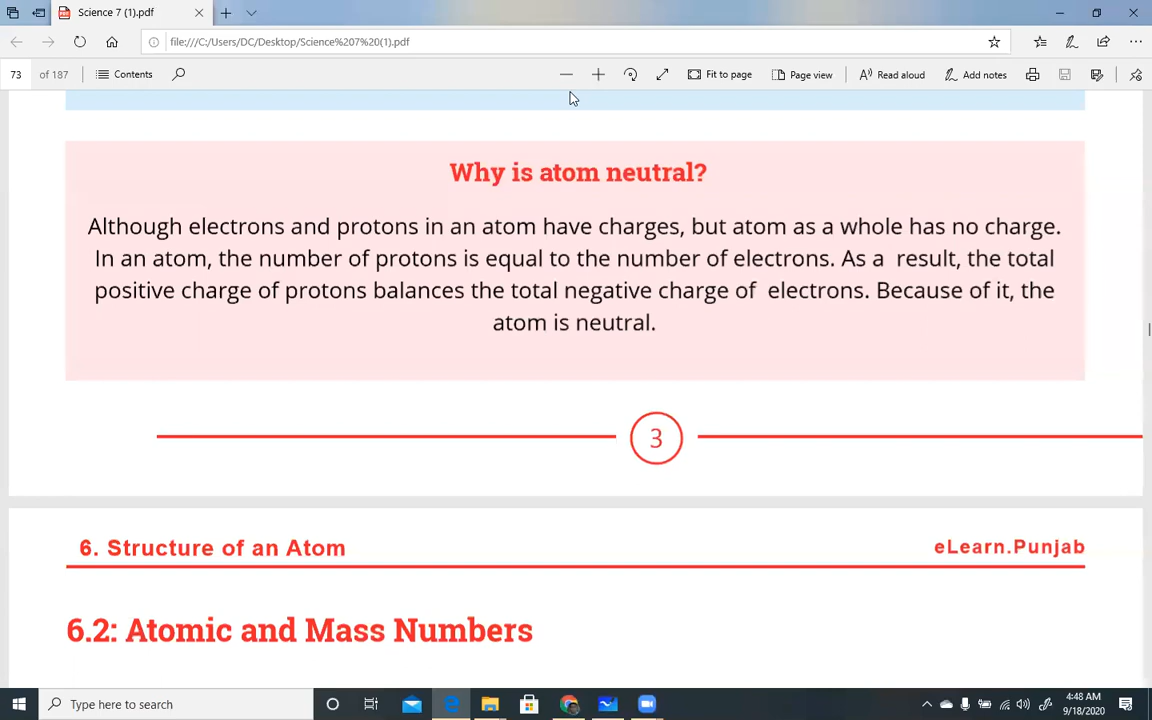 Science 7 (1).pdf
file:///C:/Users/DC/Desktop/Science%207%20(1).pdf
73 of 187 Contents Fit to page Page view Read aloud Add notes
Why is atom neutral?
Although electrons and protons in an atom have charges, but atom as a whole has no charge.
In an atom, the number of protons is equal to the number of electrons. As a result, the total
positive charge of protons balances the total negative charge of electrons. Because of it, the
atom is neutral.
3
6. Structure of an Atom eLearn.Punjab
6.2: Atomic and Mass Numbers
Type here to search
4:48 AM
9/18/2020